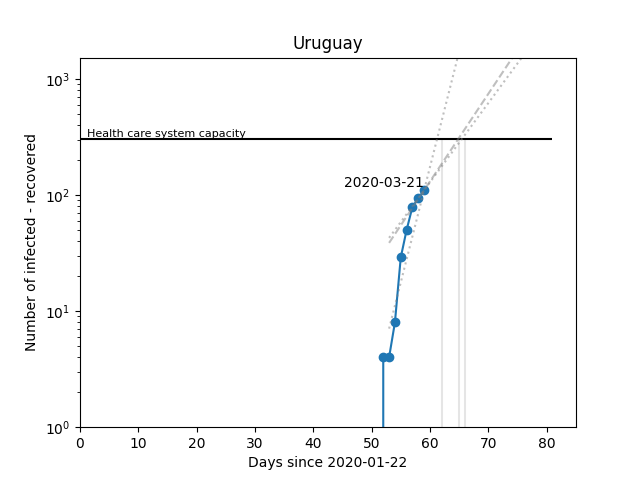 Uruguay
10³
Health care system capacity
2020-03-21
10²
10¹
10⁰
Number of infected - recovered
0 10 20 30 40 50 60 70 80
Days since 2020-01-22